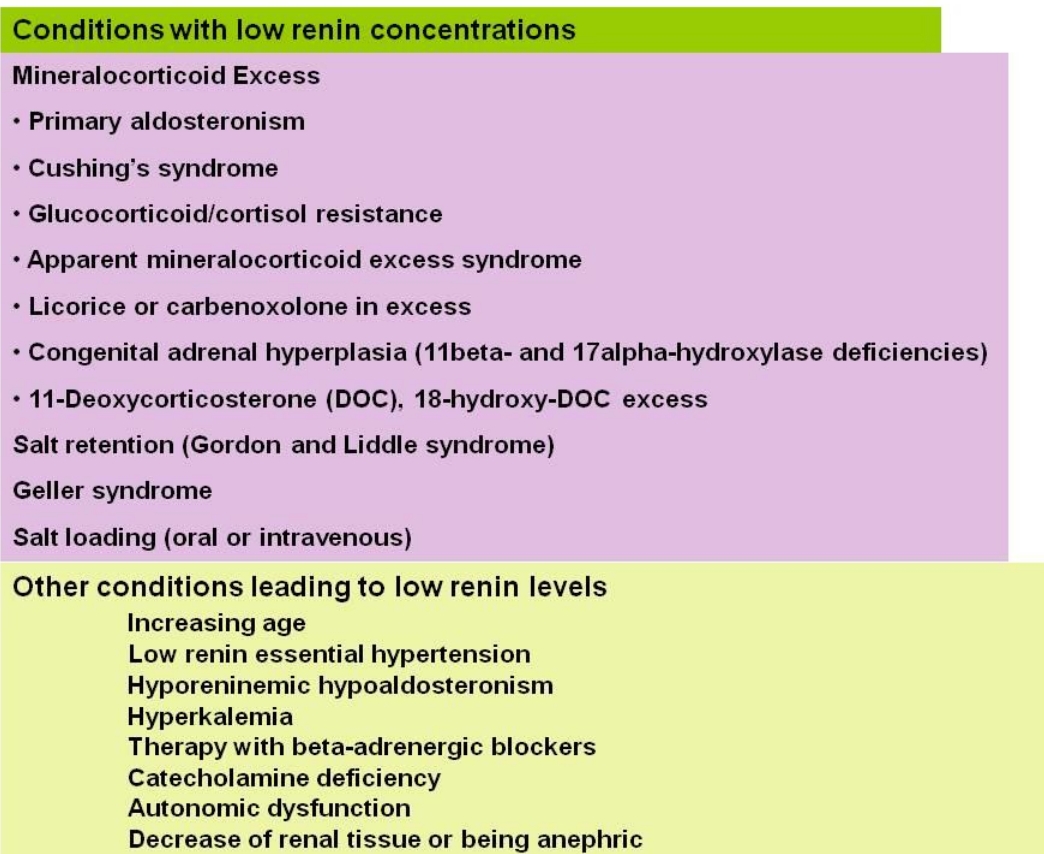 Conditions with low renin concentrations
Mineralocorticoid Excess
• Primary aldosteronism
• Cushing's syndrome
• Glucocorticoid/cortisol resistance
• Apparent mineralocorticoid excess syndrome
• Licorice or carbenoxolone in excess
• Congenital adrenal hyperplasia (11beta- and 17alpha-hydroxylase deficiencies)
• 11-Deoxycorticosterone (DOC), 18-hydroxy-DOC excess
Salt retention (Gordon and Liddle syndrome)
Geller syndrome
Salt loading (oral or intravenous)
Other conditions leading to low renin levels
Increasing age
Low renin essential hypertension
Hyporeninemic hypoaldosteronism
Hyperkalemia
Therapy with beta-adrenergic blockers
Catecholamine deficiency
Autonomic dysfunction
Decrease of renal tissue or being anephric